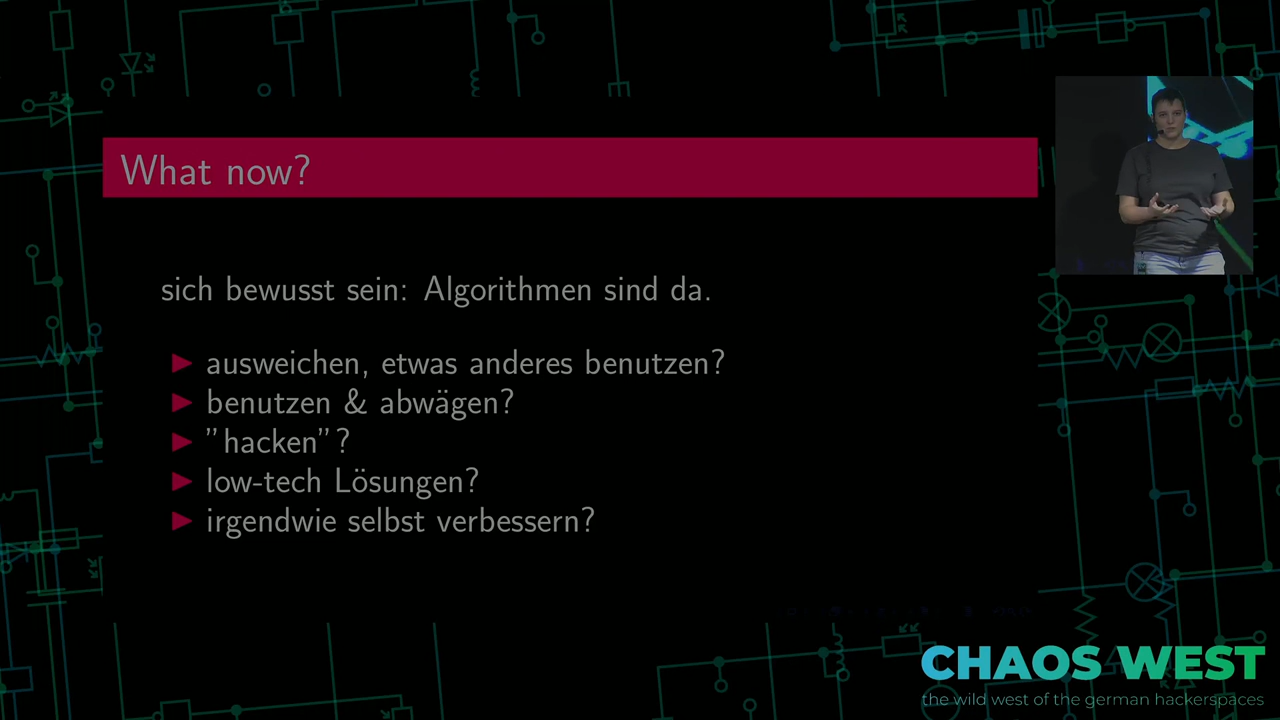 What now?
sich bewusst sein: Algorithmen sind da.
ausweichen, etwas anderes benutzen?
benutzen & abwägen?
"hacken"?
low-tech Lösungen?
irgendwie selbst verbessern?
CHAOS WEST
the wild west of the german hackerspaces